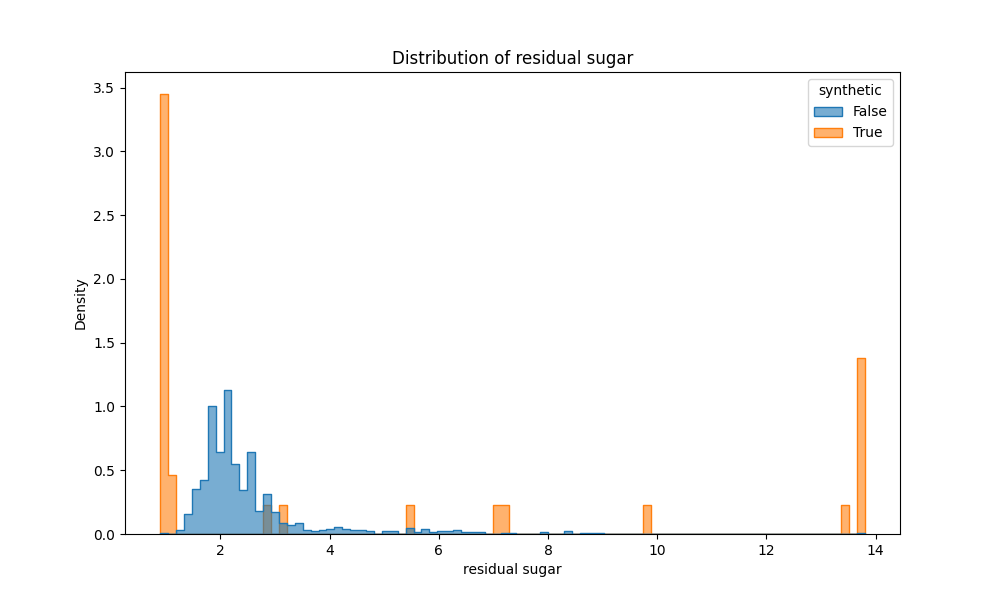 Distribution of residual sugar
synthetic
False
True
Density
3.5
3.0
2.5
2.0
1.5
1.0
0.5
0.0
2 4 6 8 10 12 14
residual sugar